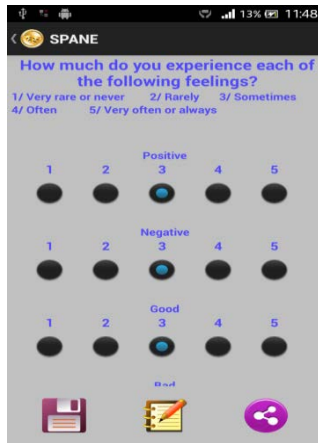 13% 11:48
SPANE
How much do you experience each of
the following feelings?
1/ Very rare or never 2/ Rarely 3/ Sometimes
4/ Often 5/ Very often or always
Positive
1 2 3 4 5
Negative
1 2 3 4 5
Good
1 2 3 4 5
Bad